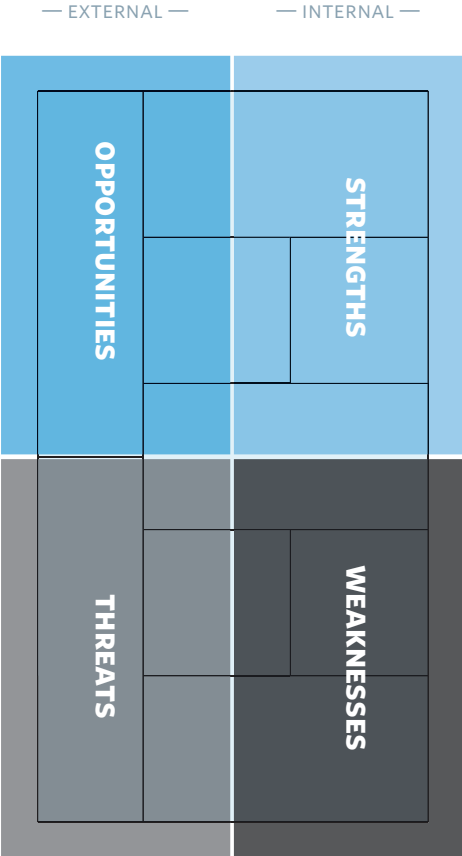 — EXTERNAL —
— INTERNAL —
OPPORTUNITIES
STRENGTHS
THREATS
WEAKNESSES